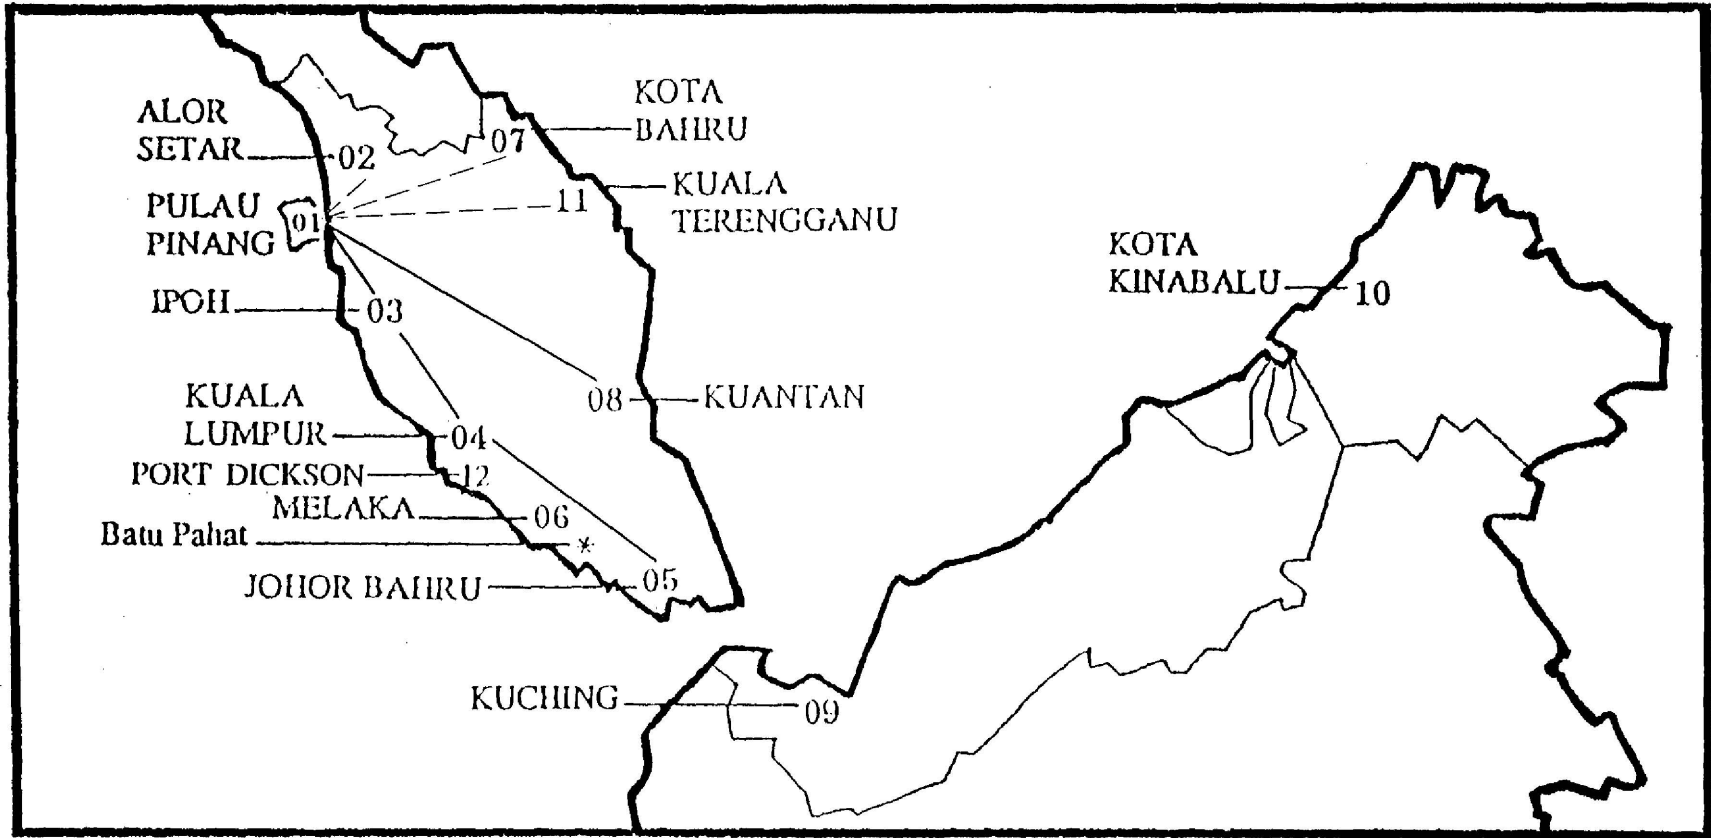 ALOR
SETAR
02
07
KOTA
BAHRU
PULAU
PINANG
01
11
KUALA
TERENGGANU
IPOH
03
KOTA
KINABALU
10
KUALA
LUMPUR
04
08
KUANTAN
PORT DICKSON
12
MELAKA
06
Batu Pahat
*
JOHOR BAHRU
05
KUCHING
09